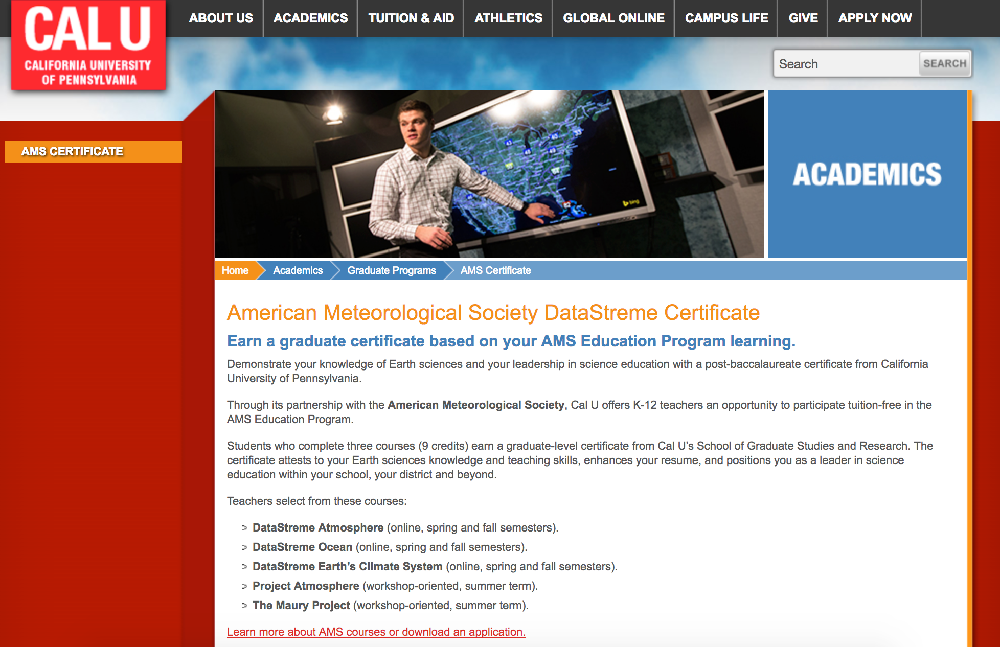 CAL U
CALIFORNIA UNIVERSITY
OF PENNSYLVANIA
ABOUT US
ACADEMICS
TUITION & AID
ATHLETICS
GLOBAL ONLINE
CAMPUS LIFE
GIVE
APPLY NOW
Search
SEARCH
AMS CERTIFICATE
bing
ACADEMICS
Home
Academics
Graduate Programs
AMS Certificate
American Meteorological Society DataStreme Certificate
Earn a graduate certificate based on your AMS Education Program learning.
Demonstrate your knowledge of Earth sciences and your leadership in science education with a post-baccalaureate certificate from California
University of Pennsylvania.
Through its partnership with the American Meteorological Society, Cal U offers K-12 teachers an opportunity to participate tuition-free in the
AMS Education Program.
Students who complete three courses (9 credits) earn a graduate-level certificate from Cal U’s School of Graduate Studies and Research. The
certificate attests to your Earth sciences knowledge and teaching skills, enhances your resume, and positions you as a leader in science
education within your school, your district and beyond.
Teachers select from these courses:
DataStreme Atmosphere (online, spring and fall semesters).
DataStreme Ocean (online, spring and fall semesters).
DataStreme Earth’s Climate System (online, spring and fall semesters).
Project Atmosphere (workshop-oriented, summer term).
The Maury Project (workshop-oriented, summer term).
Learn more about AMS courses or download an application.